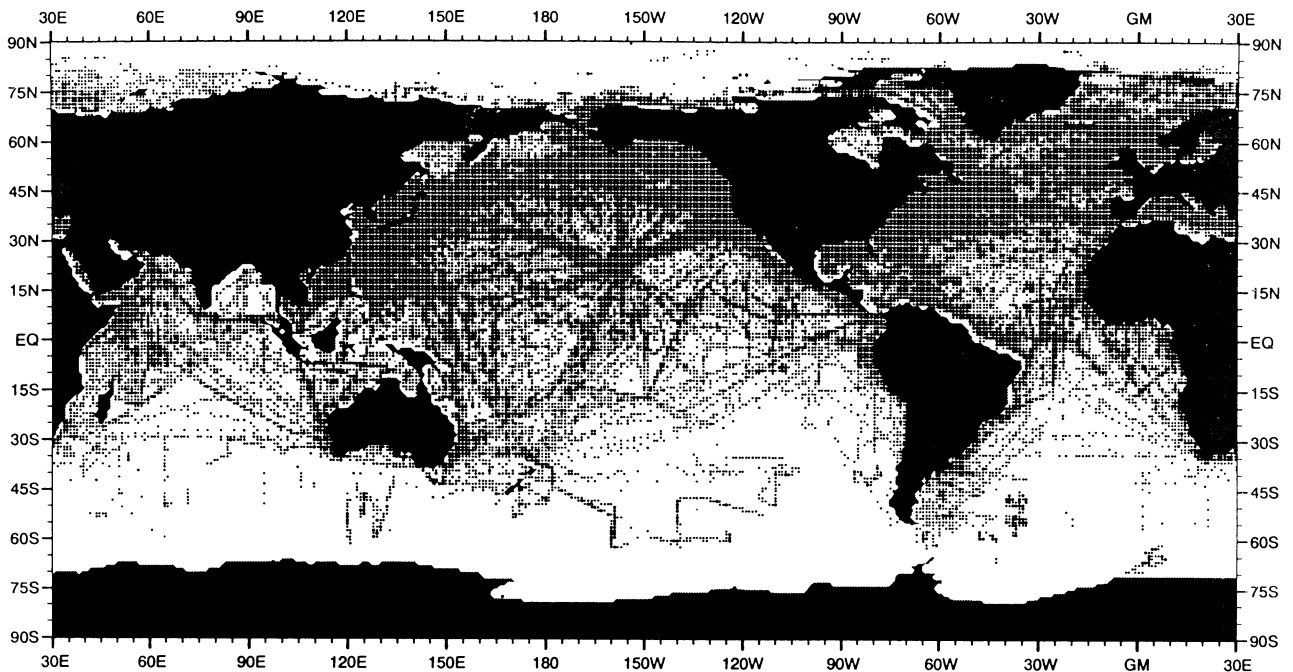 30E 60E 90E 120E 150E 180 150W 120W 90W 60W 30W GM 30E
90N 90N
75N 75N
60N 60N
45N 45N
30N 30N
15N 15N
EQ EQ
15S 15S
30S 30S
45S 45S
60S 60S
75S 75S
90S 90S
30E 60E 90E 120E 150E 180 150W 120W 90W 60W 30W GM 30E